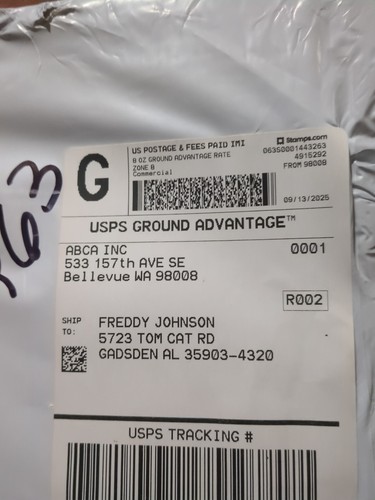 G
US POSTAGE & FEES PAID IMI
8 OZ GROUND ADVANTAGE RATE
ZONE 8
Commercial
Stamps.com
06350001443263
4915292
FROM 98008
09/13/2025
USPS GROUND ADVANTAGE™
ABCA INC
533 157th AVE SE
Bellevue WA 98008
0001
R002
SHIP TO:
FREDDY JOHNSON
5723 TOM CAT RD
GADSDEN AL 35903-4320
USPS TRACKING #